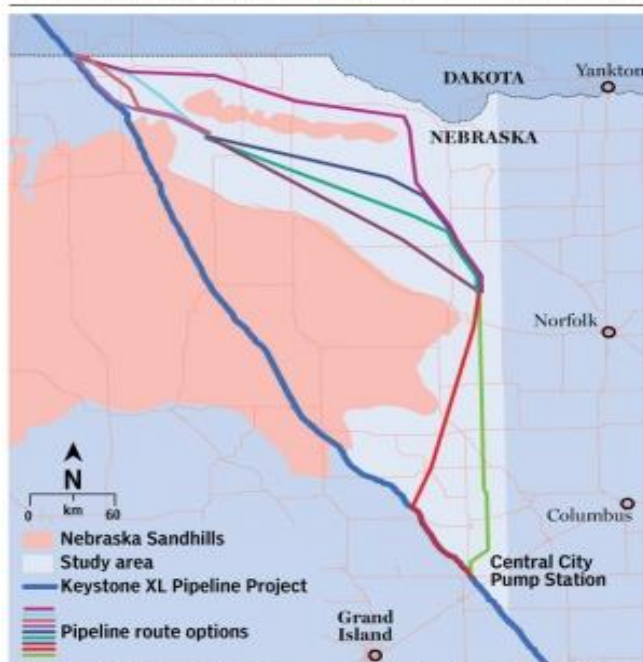 DAKOTA
Yankton
NEBRASKA
Norfolk
N
0 km 60
Columbus
Nebraska Sandhills
Study area
Keystone XL Pipeline Project
Central City
Pump Station
Pipeline route options
Grand
Island